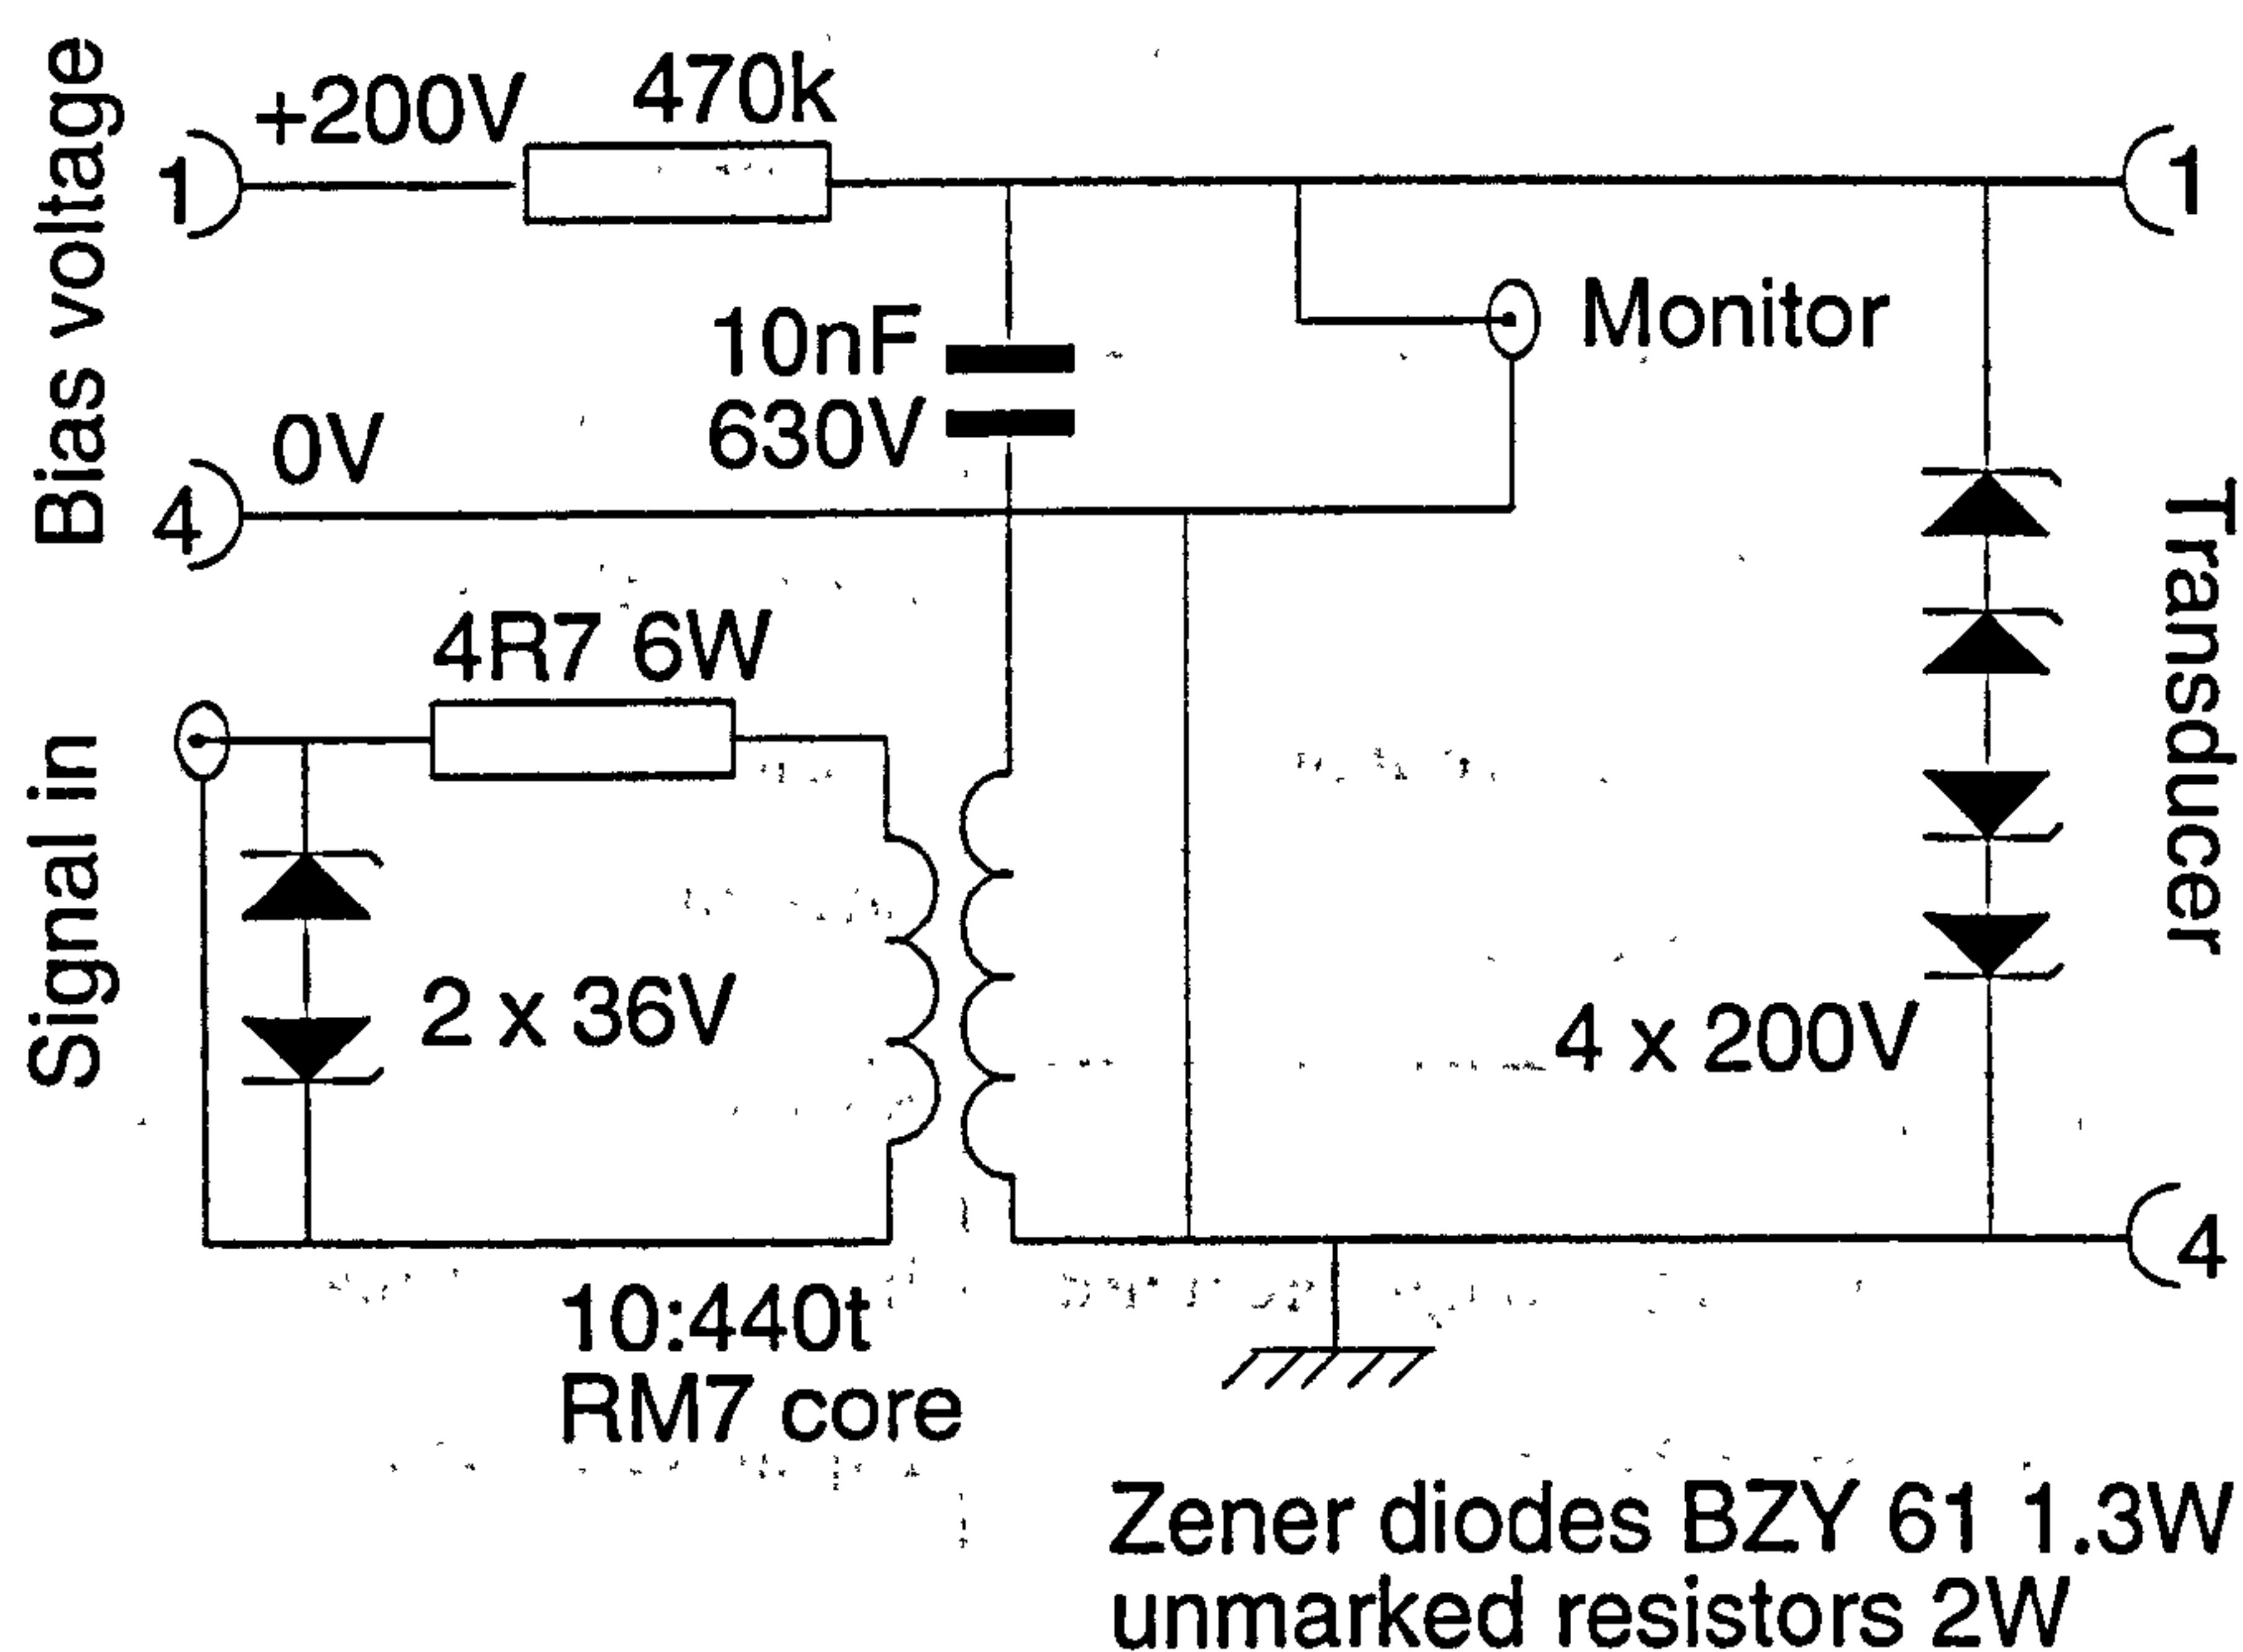 Bias voltage
+200V
470k
1
1
10nF
630V
Monitor
0V
4
Transducer
4R7 6W
Signal in
2 x 36V
4 x 200V
4
10:440t
RM7 core
Zener diodes BZY 61 1.3W
unmarked resistors 2W